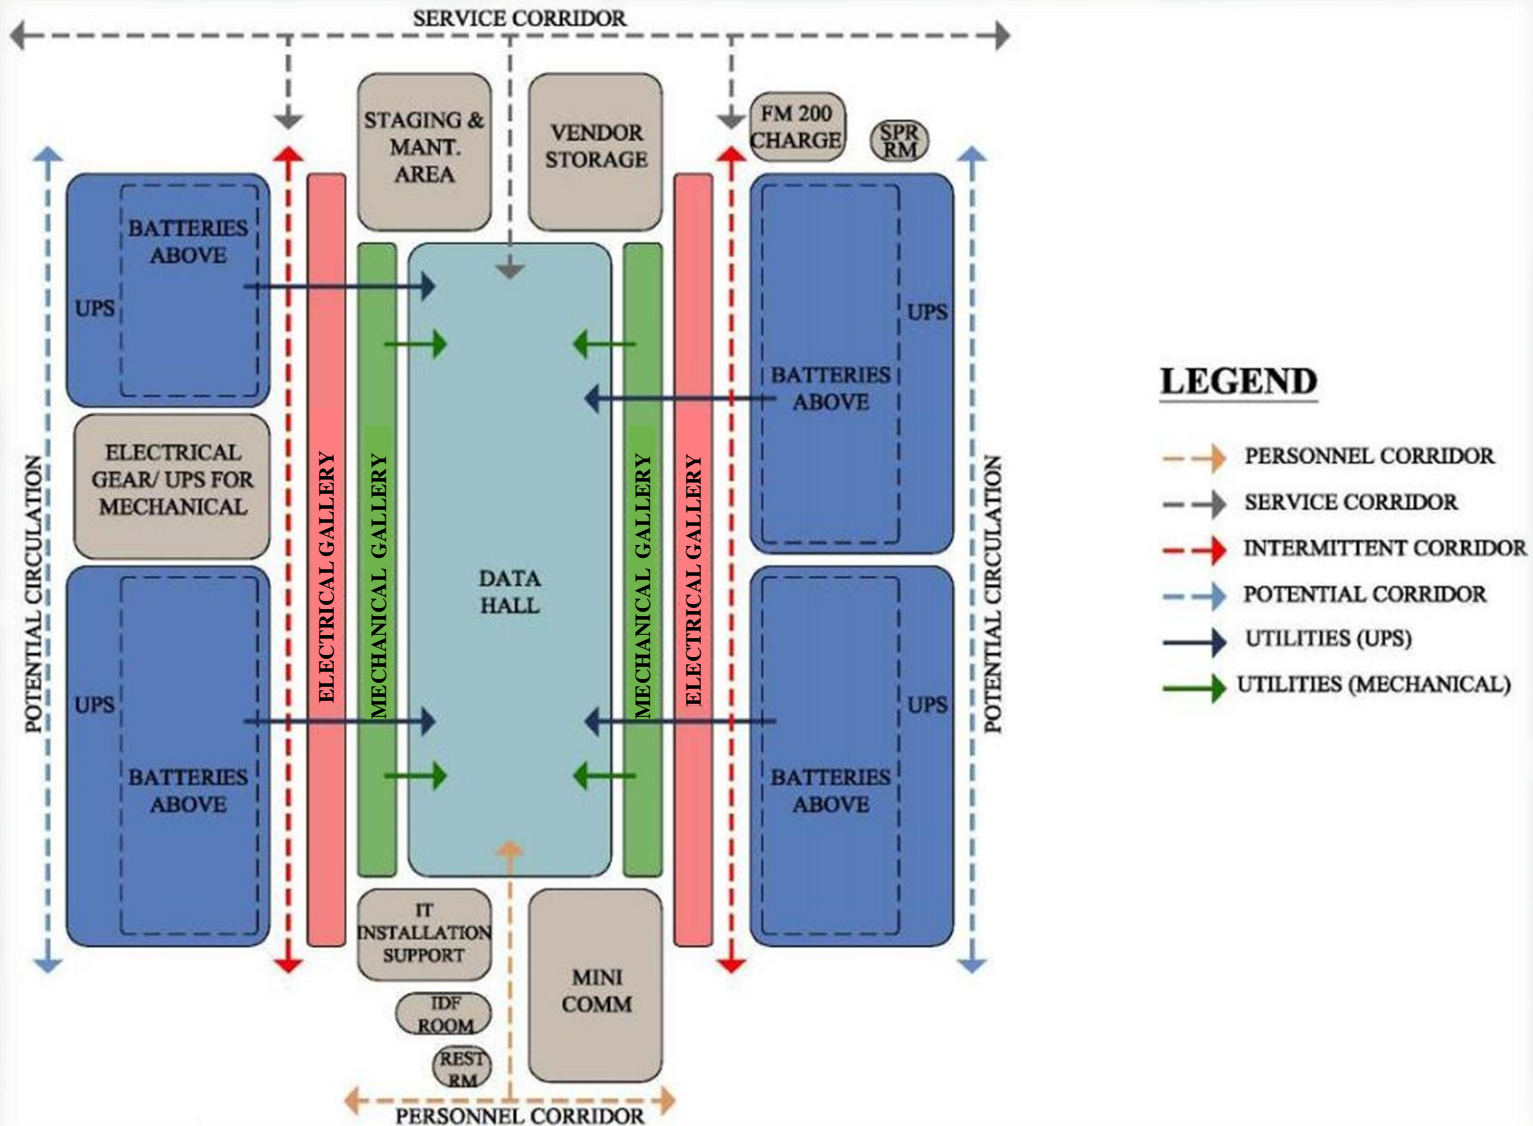 SERVICE CORRIDOR
STAGING &
MANT.
AREA
VENDOR
STORAGE
FM 200
CHARGE
SPR
RM
BATTERIES
ABOVE
UPS
ELECTRICAL
GEAR/ UPS FOR
MECHANICAL
UPS
BATTERIES
ABOVE
POTENTIAL CIRCULATION
ELECTRICAL GALLERY
MECHANICAL GALLERY
DATA
HALL
MECHANICAL GALLERY
ELECTRICAL GALLERY
BATTERIES
ABOVE
UPS
BATTERIES
ABOVE
UPS
POTENTIAL CIRCULATION
IT
INSTALLATION
SUPPORT
IDF
ROOM
REST
RM
MINI
COMM
PERSONNEL CORRIDOR
LEGEND
PERSONNEL CORRIDOR
SERVICE CORRIDOR
INTERMITTENT CORRIDOR
POTENTIAL CORRIDOR
UTILITIES (UPS)
UTILITIES (MECHANICAL)